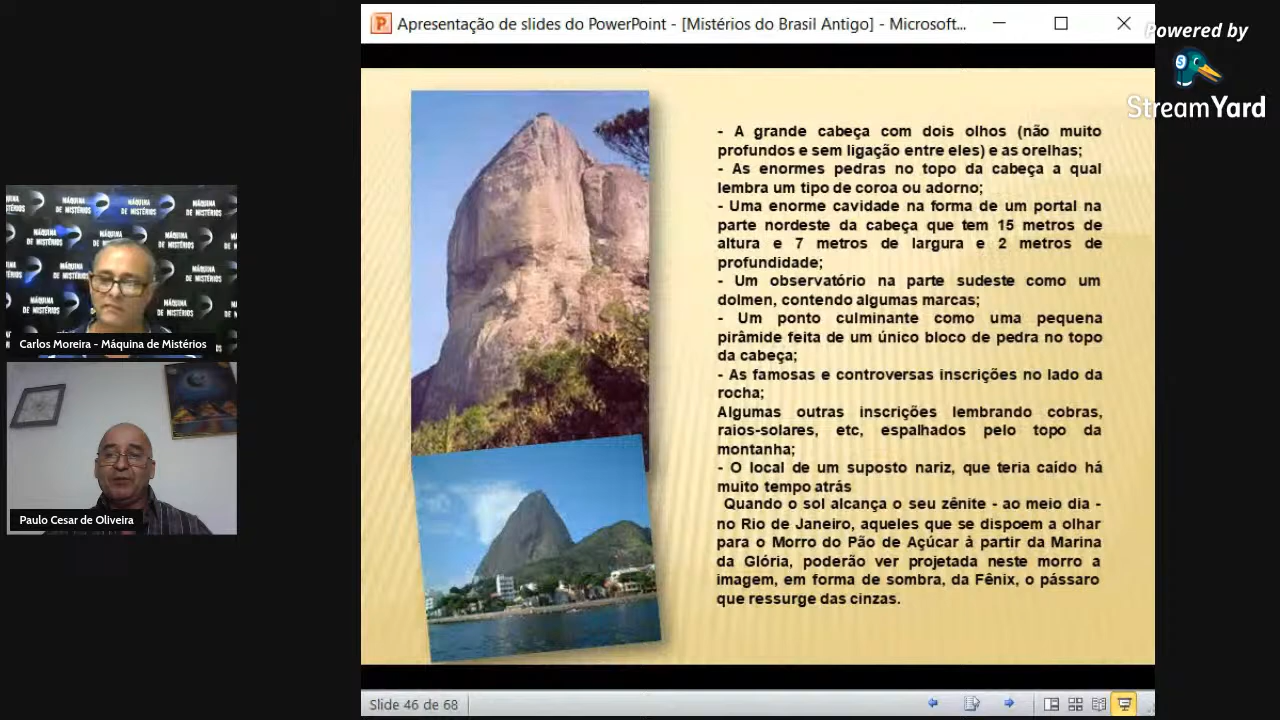 Apresentação de slides do PowerPoint - [Mistérios do Brasil Antigo] - Microsoft...
Powered by
StreamYard
- A grande cabeça com dois olhos (não muito
profundos e sem ligação entre eles) e as orelhas;
- As enormes pedras no topo da cabeça a qual
lembra um tipo de coroa ou adorno;
- Uma enorme cavidade na forma de um portal na
parte nordeste da cabeça que tem 15 metros de
altura e 7 metros de largura e 2 metros de
profundidade;
- Um observatório na parte sudeste como um
dolmen, contendo algumas marcas;
- Um ponto culminante como uma pequena
pirâmide feita de um único bloco de pedra no topo
da cabeça;
- As famosas e controversas inscrições no lado da
rocha;
Algumas outras inscrições lembrando cobras,
raios-solares, etc, espalhados pelo topo da
montanha;
- O local de um suposto nariz, que teria caído há
muito tempo atrás
Quando o sol alcança o seu zênite - ao meio dia -
no Rio de Janeiro, aqueles que se dispoem a olhar
para o Morro do Pão de Açúcar à partir da Marina
da Glória, poderão ver projetada neste morro a
imagem, em forma de sombra, da Fênix, o pássaro
que ressurge das cinzas.
MÁQUINA
DE MISTÉRIOS
Carlos Moreira - Máquina de Mistérios
Paulo Cesar de Oliveira
Slide 46 de 68